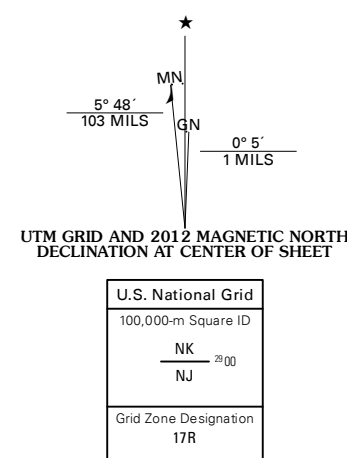 ★
MN
5° 48´
103 MILS
GN
0° 5´
1 MILS
UTM GRID AND 2012 MAGNETIC NORTH
DECLINATION AT CENTER OF SHEET
U.S. National Grid
100,000-m Square ID
NK
2900
NJ
Grid Zone Designation
17R